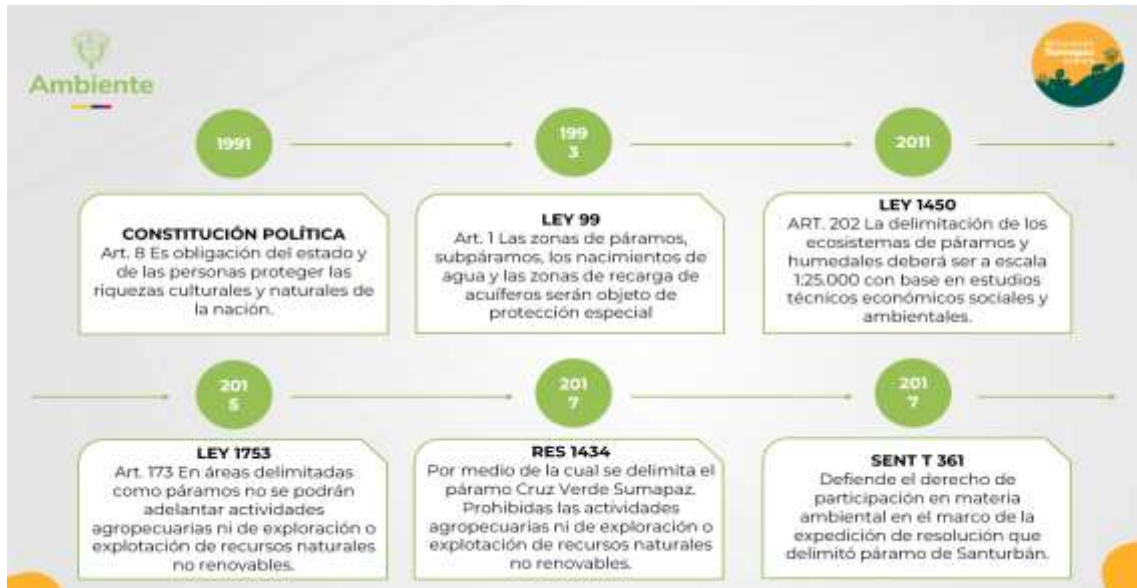 Ambiente
1991
199
3
2011
CONSTITUCIÓN POLÍTICA
Art. 8 Es obligación del estado y
de las personas proteger las
riquezas culturales y naturales de
la nación.
LEY 99
Art. 1 Las zonas de páramos,
subpáramos, los nacimientos de
agua y las zonas de recarga de
acuíferos serán objeto de
protección especial
LEY 1450
ART. 202 La delimitación de los
ecosistemas de páramos y
humedales deberá ser a escala
1:25.000 con base en estudios
técnicos económicos sociales y
ambientales.
201
5
201
7
201
7
LEY 1753
Art. 173 En áreas delimitadas
como páramos no se podrán
adelantar actividades
agropecuarias ni de exploración o
explotación de recursos naturales
no renovables.
RES 1434
Por medio de la cual se delimita el
páramo Cruz Verde Sumapaz.
Prohibidas las actividades
agropecuarias ni de exploración o
explotación de recursos naturales
no renovables.
SENT T 361
Defiende el derecho de
participación en materia
ambiental en el marco de la
expedición de resolución que
delimitó páramo de Santurbán.